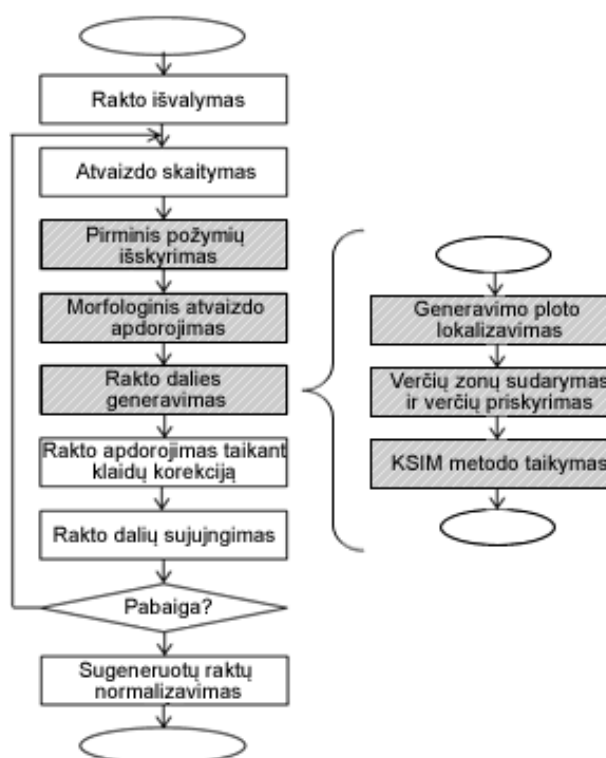 Rakto išvalymas
Atvaizdo skaitymas
Pirminis požymių
išskyrimas
Morfologinis atvaizdo
apdorojimas
Rakto dalies
generavimas
Rakto apdorojimas taikant
klaidų korekciją
Rakto dalių sujujngimas
Pabaiga?
Sugeneruotų raktų
normalizavimas
Generavimo ploto
lokalizavimas
Verčių zonų sudarymas
ir verčių priskyrimas
KSIM metodo taikymas